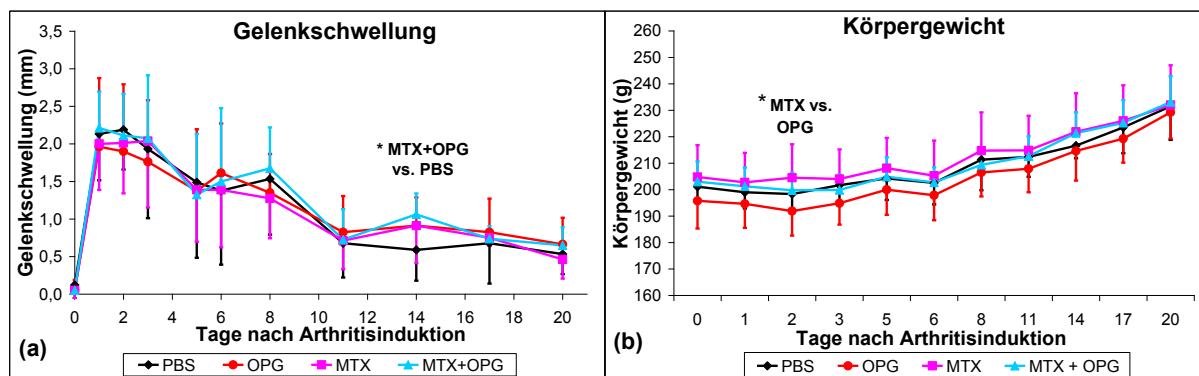 Gelenkschwellung
Gelenkschwellung (mm)
3,5
3,0
2,5
2,0
1,5
1,0
0,5
0,0
* MTX+OPG
vs. PBS
0 2 4 6 8 10 12 14 16 18 20
Tage nach Arthritisinduktion
(a)
PBS OPG MTX MTX+OPG
Körpergewicht
Körpergewicht (g)
260
250
240
230
220
210
200
190
180
170
160
* MTX vs.
OPG
0 1 2 3 5 6 8 11 14 17 20
Tage nach Arthritisinduktion
(b)
PBS OPG MTX MTX + OPG